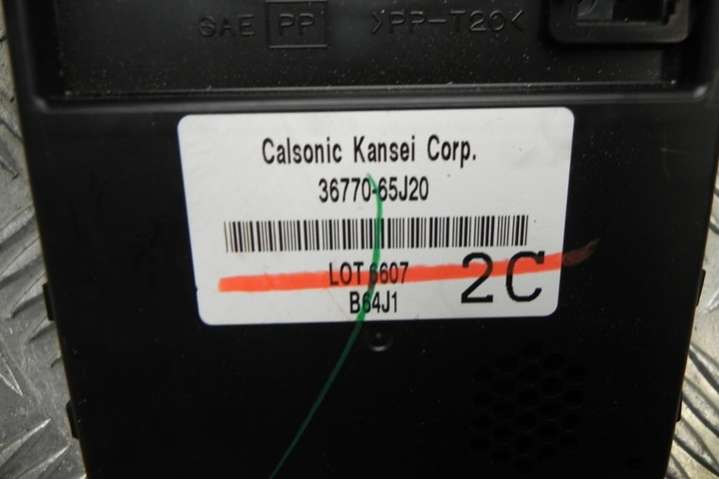 SAE PP >PP-T20<
Calsonic Kansei Corp.
36770-65J20
LOT 6607
B64J1
2C